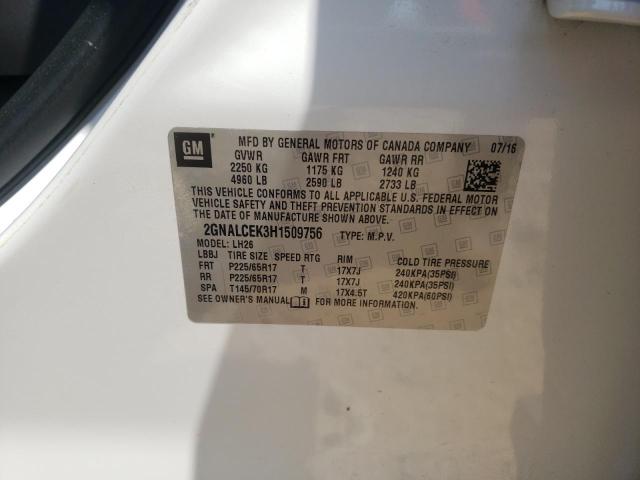 GM
MFD BY GENERAL MOTORS OF CANADA COMPANY 07/16
GVWR GAWR FRT GAWR RR
2250 KG 1175 KG 1240 KG
4960 LB 2590 LB 2733 LB
THIS VEHICLE CONFORMS TO ALL APPLICABLE U.S. FEDERAL MOTOR
VEHICLE SAFETY AND THEFT PREVENTION STANDARDS IN EFFECT ON
THE DATE OF MANUFACTURE SHOWN ABOVE.
2GNALCEK3H1509756 TYPE: M.P.V.
MODEL: LH26
LBBJ TIRE SIZE SPEED RTG RIM COLD TIRE PRESSURE
FRT P225/65R17 T 17X7J 240KPA(35PSI)
RR P225/65R17 T 17X7J 240KPA(35PSI)
SPA T145/70R17 M 17X4.5T 420KPA(60PSI)
SEE OWNER'S MANUAL FOR MORE INFORMATION.